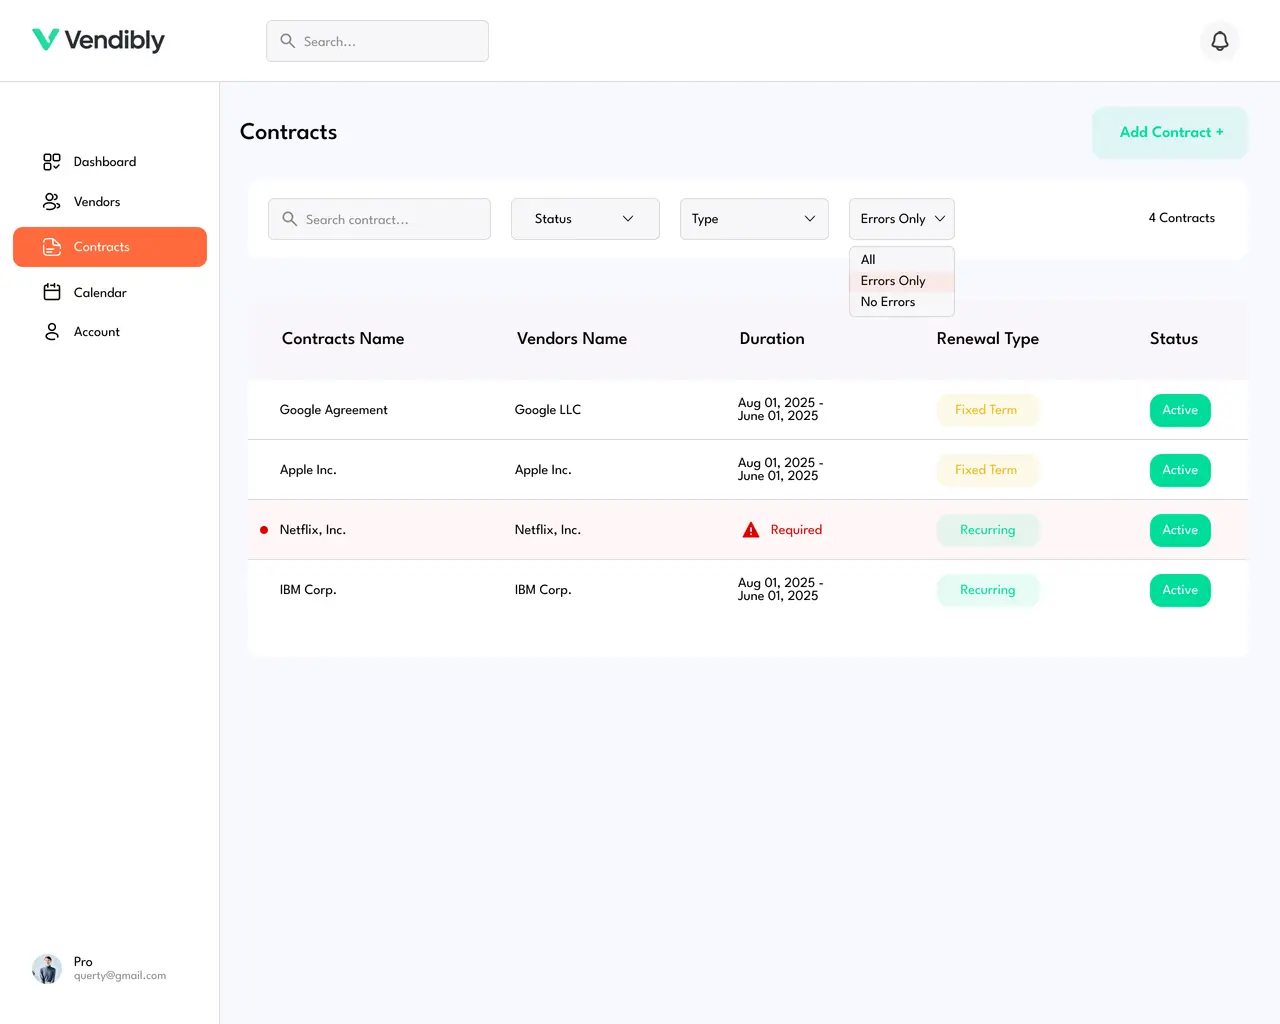 Vendibly
Search...
Dashboard
Vendors
Contracts
Calendar
Account
Pro
querty@gmail.com
Contracts
Add Contract +
Search contract...
Status
Type
Errors Only
4 Contracts
All
Errors Only
No Errors
Contracts Name
Vendors Name
Duration
Renewal Type
Status
Google Agreement
Google LLC
Aug 01, 2025 -
June 01, 2025
Fixed Term
Active
Apple Inc.
Apple Inc.
Aug 01, 2025 -
June 01, 2025
Fixed Term
Active
Netflix, Inc.
Netflix, Inc.
Required
Recurring
Active
IBM Corp.
IBM Corp.
Aug 01, 2025 -
June 01, 2025
Recurring
Active